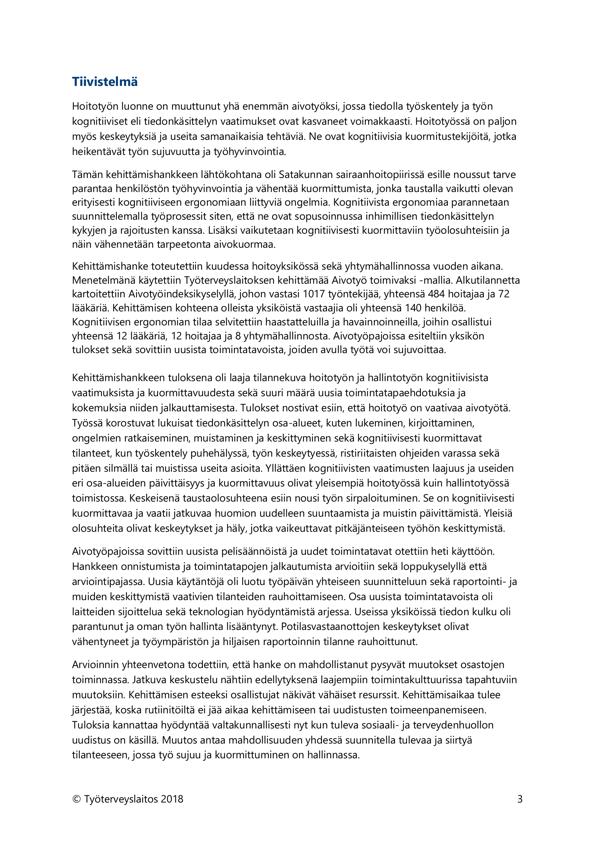 Tiivistelmä
Hoitotyön luonne on muuttunut yhä enemmän aivotyöksi, jossa tiedolla työskentely ja työn
kognitiiviset eli tiedonkäsittelyn vaatimukset ovat kasvaneet voimakkaasti. Hoitotyössä on paljon
myös keskeytyksiä ja useita samanaikaisia tehtäviä. Ne ovat kognitiivisia kuormitustekijöitä, jotka
heikentävät työn sujuvuutta ja työhyvinvointia.
Tämän kehittämishankkeen lähtökohtana oli Satakunnan sairaanhoitopiirissä esille noussut tarve
parantaa henkilöstön työhyvinvointia ja vähentää kuormittumista, jonka taustalla vaikutti olevan
erityisesti kognitiiviseen ergonomiaan liittyviä ongelmia. Kognitiivista ergonomiaa parannetaan
suunnittelemalla työprosessit siten, että ne ovat sopusoinnussa inhimillisen tiedonkäsittelyn
kykyjen ja rajoitusten kanssa. Lisäksi vaikutetaan kognitiivisesti kuormittaviin työolosuhteisiin ja
näin vähennetään tarpeetonta aivokuormaa.
Kehittämishanke toteutettiin kuudessa hoitoyksikössä sekä yhtymähallinnossa vuoden aikana.
Menetelmänä käytettiin Työterveyslaitoksen kehittämää Aivotyö toimivaksi -mallia. Alkutilannetta
kartoitettiin Aivotyöindeksikyselyllä, johon vastasi 1017 työntekijää, yhteensä 484 hoitajaa ja 72
lääkäriä. Kehittämisen kohteena olleista yksiköistä vastaajia oli yhteensä 140 henkilöä.
Kognitiivisen ergonomian tilaa selvitettiin haastatteluilla ja havainnoinneilla, joihin osallistui
yhteensä 12 lääkäriä, 12 hoitajaa ja 8 yhtymähallinnosta. Aivotyöpajoissa esiteltiin yksikön
tulokset sekä sovittiin uusista toimintatavoista, joiden avulla työtä voi sujuvoittaa.
Kehittämishankkeen tuloksena oli laaja tilannekuva hoitotyön ja hallintotyön kognitiivisista
vaatimuksista ja kuormittavuudesta sekä suuri määrä uusia toimintatapaehdotuksia ja
kokemuksia niiden jalkauttamisesta. Tulokset nostivat esiin, että hoitotyö on vaativaa aivotyötä.
Työssä korostuvat lukuisat tiedonkäsittelyn osa-alueet, kuten lukeminen, kirjoittaminen,
ongelmien ratkaiseminen, muistaminen ja keskittyminen sekä kognitiivisesti kuormittavat
tilanteet, kun työskentely puhehälyssä, työn keskeytyessä, ristiriitaisten ohjeiden varassa sekä
pitäen silmällä tai muistissa useita asioita. Yllättäen kognitiivisten vaatimusten laajuus ja useiden
eri osa-alueiden päivittäisyys ja kuormittavuus olivat yleisempiä hoitotyössä kuin hallintotyössä
toimistossa. Keskeisenä taustaolosuhteena esiin nousi työn sirpaloituminen. Se on kognitiivisesti
kuormittavaa ja vaatii jatkuvaa huomion uudelleen suuntaamista ja muistin päivittämistä. Yleisiä
olosuhteita olivat keskeytykset ja häly, jotka vaikeuttavat pitkäjänteiseen työhön keskittymistä.
Aivotyöpajoissa sovittiin uusista pelisäännöistä ja uudet toimintatavat otettiin heti käyttöön.
Hankkeen onnistumista ja toimintatapojen jalkautumista arvioitiin sekä loppukyselyllä että
arviointipajassa. Uusia käytäntöjä oli luotu työpäivän yhteiseen suunnitteluun sekä raportointi- ja
muiden keskittymistä vaativien tilanteiden rauhoittamiseen. Osa uusista toimintatavoista oli
laitteiden sijoittelua sekä teknologian hyödyntämistä arjessa. Useissa yksiköissä tiedon kulku oli
parantunut ja oman työn hallinta lisääntynyt. Potilasvastaanottojen keskeytykset olivat
vähentyneet ja työympäristön ja hiljaisen raportoinnin tilanne rauhoittunut.
Arvioinnin yhteenvetona todettiin, että hanke on mahdollistanut pysyvät muutokset osastojen
toiminnassa. Jatkuva keskustelu nähtiin edellytyksenä laajempiin toimintakulttuurissa tapahtuviin
muutoksiin. Kehittämisen esteeksi osallistujat näkivät vähäiset resurssit. Kehittämisaikaa tulee
järjestää, koska rutiinitöiltä ei jää aikaa kehittämiseen tai uudistusten toimeenpanemiseen.
Tuloksia kannattaa hyödyntää valtakunnallisesti nyt kun tuleva sosiaali- ja terveydenhuollon
uudistus on käsillä. Muutos antaa mahdollisuuden yhdessä suunnitella tulevaa ja siirtyä
tilanteeseen, jossa työ sujuu ja kuormittuminen on hallinnassa.
© Työterveyslaitos 2018
3